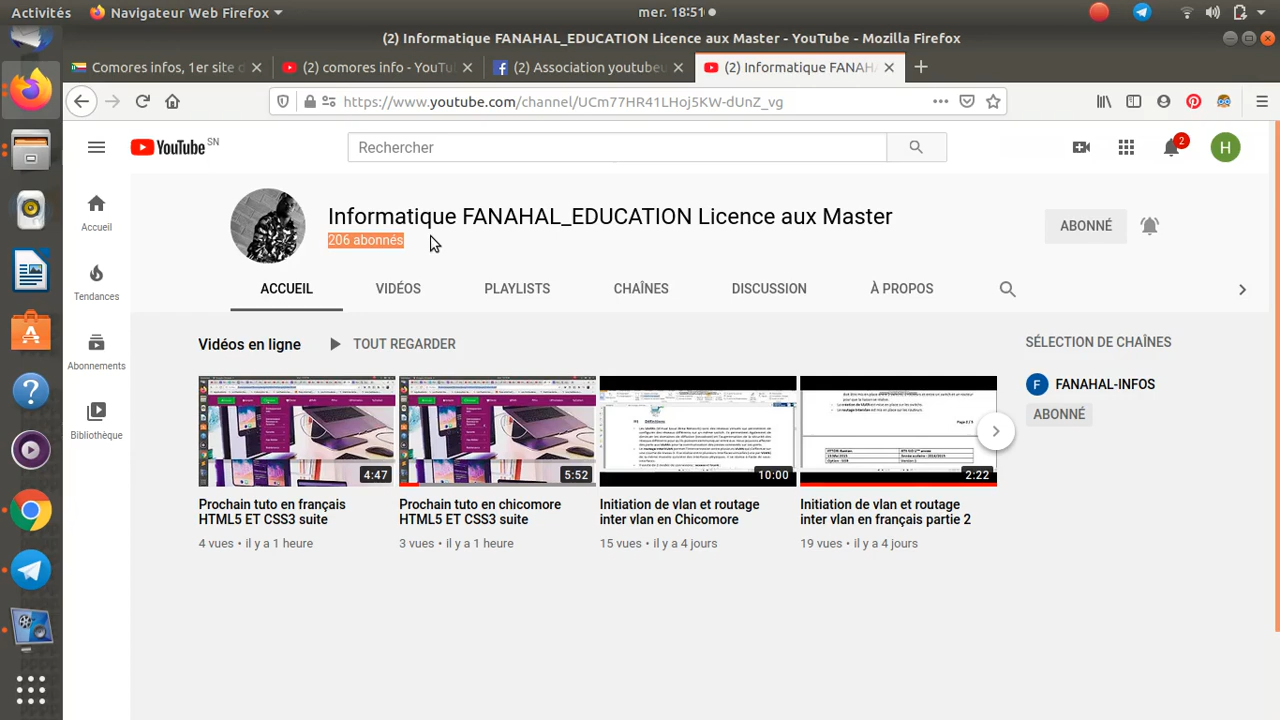 Activités
Navigateur Web Firefox
mer. 18:51
(2) Informatique FANAHAL_EDUCATION Licence aux Master - YouTube - Mozilla Firefox
Comores infos, 1er site d
(2) comores info - YouTu
(2) Association youtubeu
(2) Informatique FANAH
https://www.youtube.com/channel/UCm77HR41LHoj5KW-dUnZ_vg
YouTube SN
Rechercher
2
H
Accueil
Tendances
Abonnements
Bibliothèque
Informatique FANAHAL_EDUCATION Licence aux Master
206 abonnés
ABONNÉ
ACCUEIL
VIDÉOS
PLAYLISTS
CHAÎNES
DISCUSSION
À PROPOS
Vidéos en ligne
TOUT REGARDER
SÉLECTION DE CHAÎNES
F
FANAHAL-INFOS
ABONNÉ
4:47
Prochain tuto en français
HTML5 ET CSS3 suite
4 vues • il y a 1 heure
5:52
Prochain tuto en chicomore
HTML5 ET CSS3 suite
3 vues • il y a 1 heure
10:00
Initiation de vlan et routage
inter vlan en Chicomore
15 vues • il y a 4 jours
2:22
Initiation de vlan et routage
inter vlan en français partie 2
19 vues • il y a 4 jours